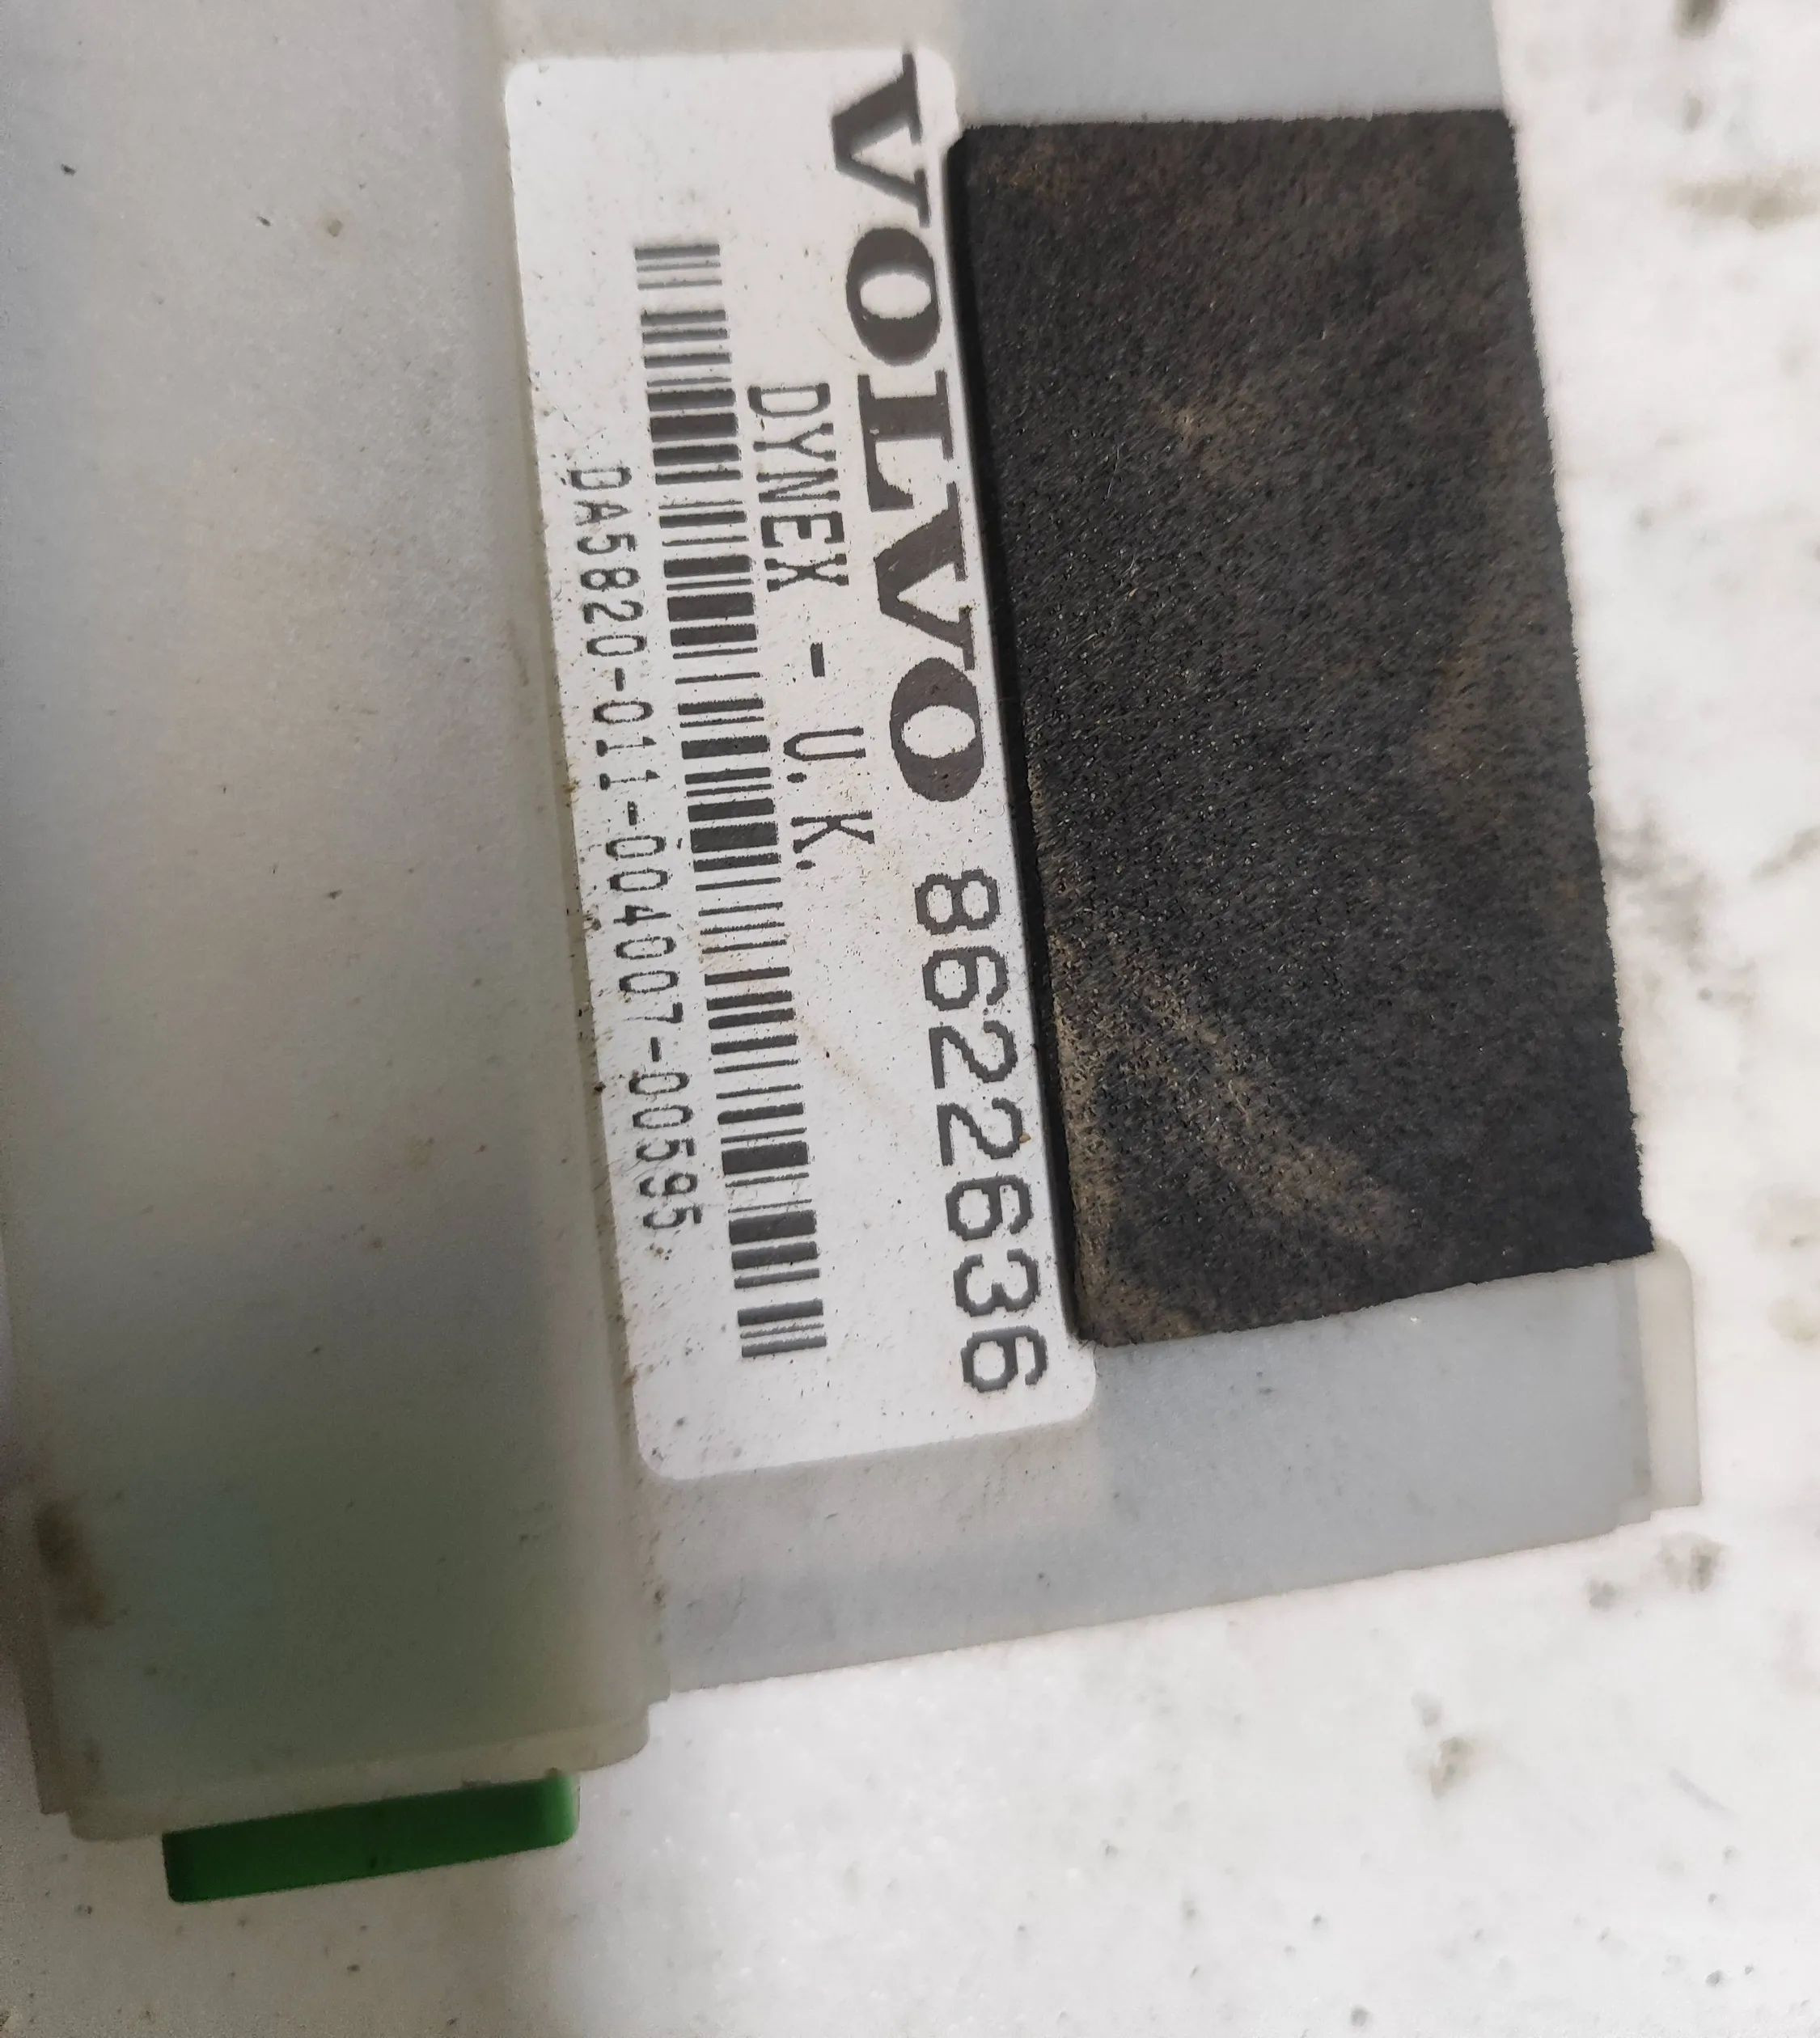 VOLVO 8622636
DYNEX - U.K.
DA5820-011-004007-00595